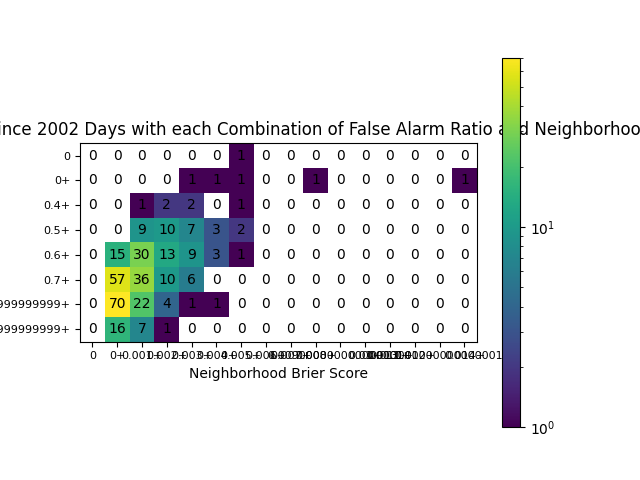 ince 2002 Days with each Combination of False Alarm Ratio and Neighborhoo
0 0 0 0 0 0 0 1 0 0 0 0 0 0 0 0 0
0+ 0 0 0 0 1 1 1 0 0 1 0 0 0 0 0 1
0.4+ 0 0 1 2 2 0 1 0 0 0 0 0 0 0 0 0
0.5+ 0 0 9 10 7 3 2 0 0 0 0 0 0 0 0 0
0.6+ 0 15 30 13 9 3 1 0 0 0 0 0 0 0 0 0
0.7+ 0 57 36 10 6 0 0 0 0 0 0 0 0 0 0 0
999999999+ 0 70 22 4 1 1 0 0 0 0 0 0 0 0 0 0
999999999+ 0 16 7 1 0 0 0 0 0 0 0 0 0 0 0 0
0 0+
Neighborhood Brier Score
10¹
10⁰